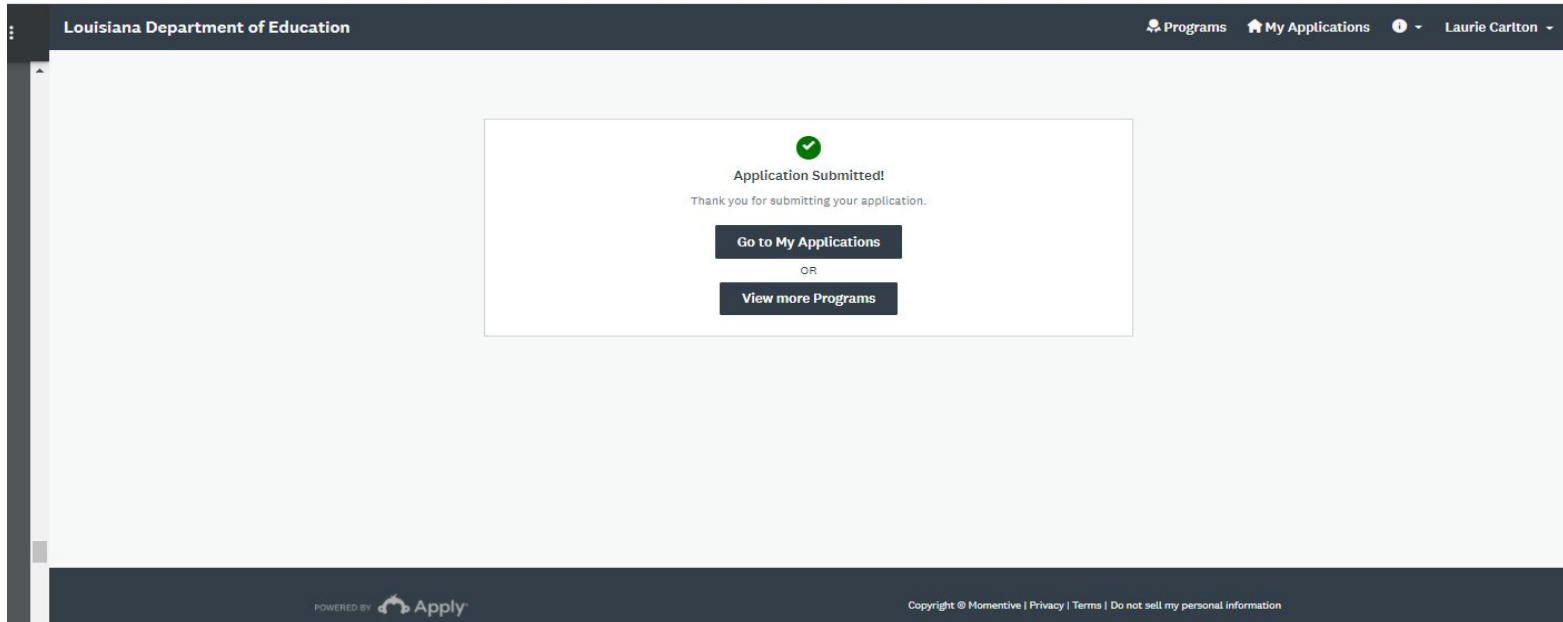 Louisiana Department of Education Programs My Applications Laurie Carlton
Application Submitted!
Thank you for submitting your application.
Go to My Applications
OR
View more Programs
POWERED BY Apply
Copyright © Momentive | Privacy | Terms | Do not sell my personal information